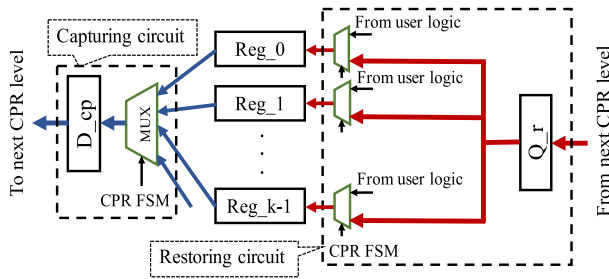 Capturing circuit
To next CPR level
D_cp
MUX
CPR FSM
Reg_0
Reg_1
Reg_k-1
From user logic
From user logic
From user logic
CPR FSM
Q_r
From next CPR level
Restoring circuit